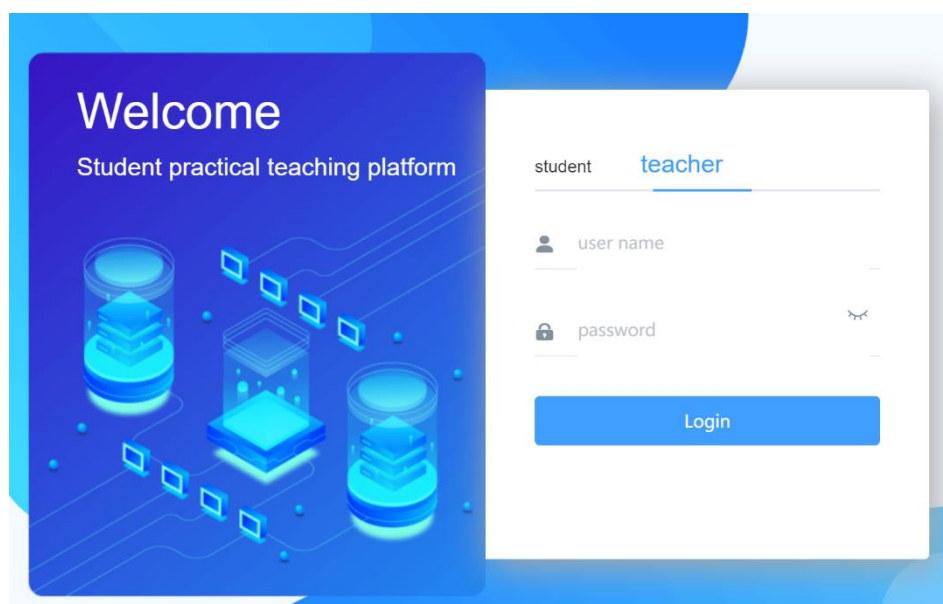 Welcome
Student practical teaching platform
student teacher
user name
password
Login